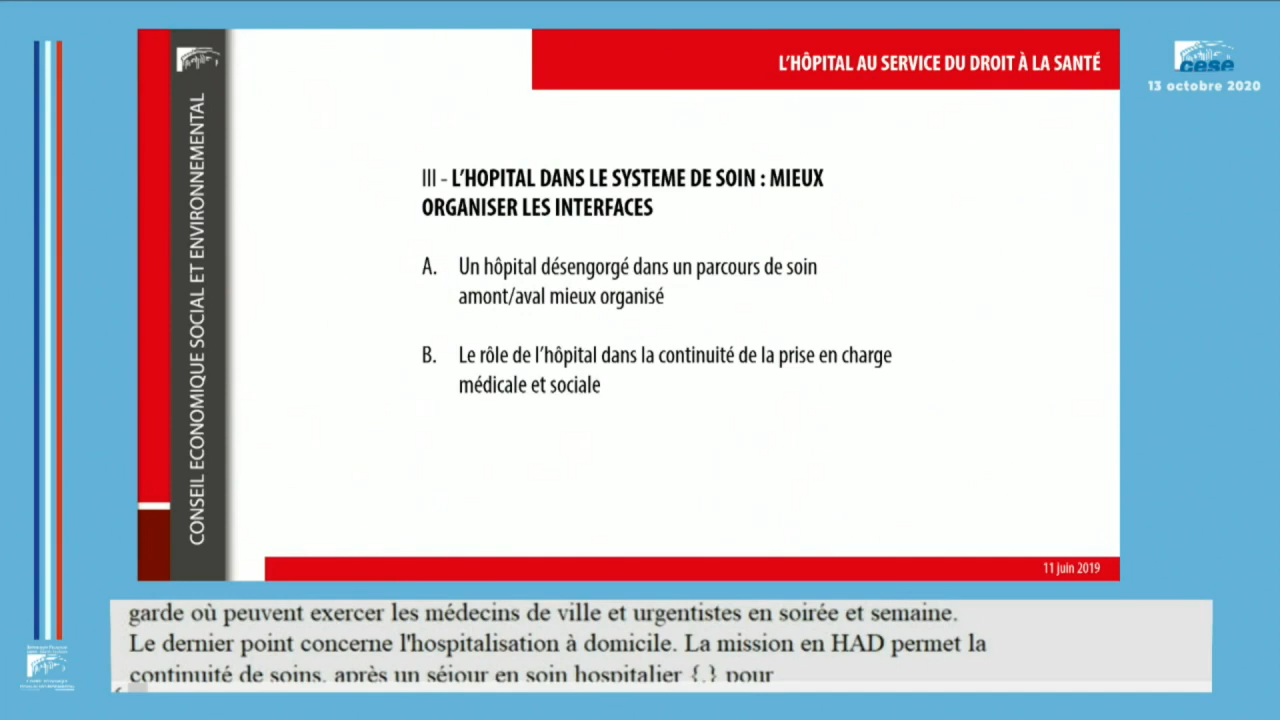 L'HÔPITAL AU SERVICE DU DROIT À LA SANTÉ
cese
13 octobre 2020
CONSEIL ECONOMIQUE SOCIAL ET ENVIRONNEMENTAL
III - L'HOPITAL DANS LE SYSTEME DE SOIN : MIEUX
ORGANISER LES INTERFACES
A. Un hôpital désengorgé dans un parcours de soin
amont/aval mieux organisé
B. Le rôle de l'hôpital dans la continuité de la prise en charge
médicale et sociale
11 juin 2019
garde où peuvent exercer les médecins de ville et urgentistes en soirée et semaine.
Le dernier point concerne l'hospitalisation à domicile. La mission en HAD permet la
continuité de soins, après un séjour en soin hospitalier {.} pour